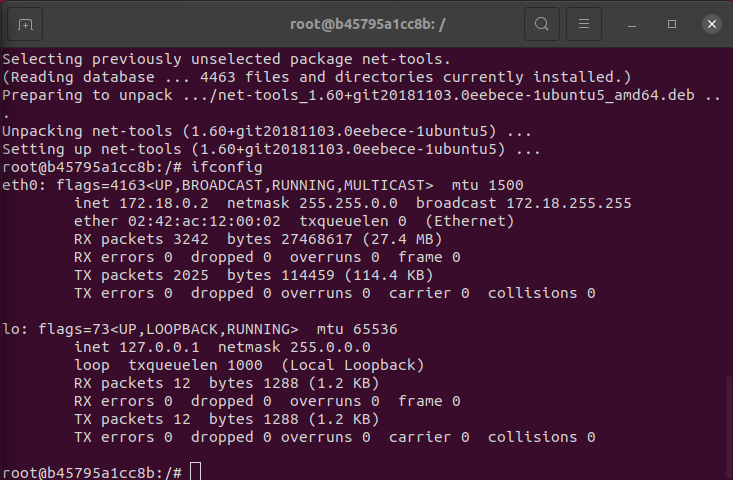 root@b45795a1cc8b: /
Selecting previously unselected package net-tools.
(Reading database ... 4463 files and directories currently installed.)
Preparing to unpack .../net-tools_1.60+git20181103.0eebece-1ubuntu5_amd64.deb ..
.
Unpacking net-tools (1.60+git20181103.0eebece-1ubuntu5) ...
Setting up net-tools (1.60+git20181103.0eebece-1ubuntu5) ...
root@b45795a1cc8b:/# ifconfig
eth0: flags=4163<UP,BROADCAST,RUNNING,MULTICAST>  mtu 1500
        inet 172.18.0.2  netmask 255.255.0.0  broadcast 172.18.255.255
        ether 02:42:ac:12:00:02  txqueuelen 0  (Ethernet)
        RX packets 3242  bytes 27468617 (27.4 MB)
        RX errors 0  dropped 0  overruns 0  frame 0
        TX packets 2025  bytes 114459 (114.4 KB)
        TX errors 0  dropped 0 overruns 0  carrier 0  collisions 0

lo: flags=73<UP,LOOPBACK,RUNNING>  mtu 65536
        inet 127.0.0.1  netmask 255.0.0.0
        loop  txqueuelen 1000  (Local Loopback)
        RX packets 12  bytes 1288 (1.2 KB)
        RX errors 0  dropped 0  overruns 0  frame 0
        TX packets 12  bytes 1288 (1.2 KB)
        TX errors 0  dropped 0 overruns 0  carrier 0  collisions 0

root@b45795a1cc8b:/#